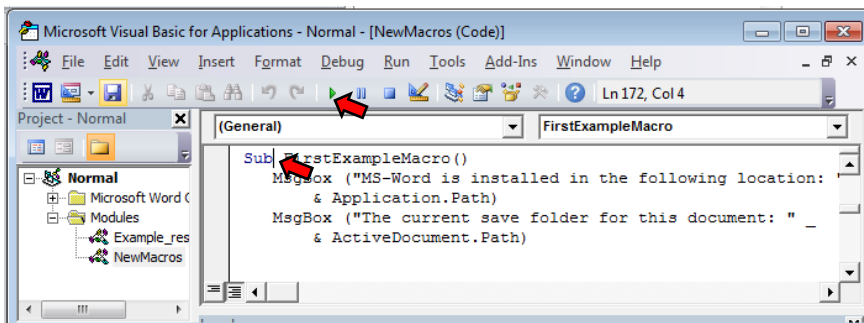 Microsoft Visual Basic for Applications - Normal - [NewMacros (Code)]
File Edit View Insert Format Debug Run Tools Add-Ins Window Help
Ln 172, Col 4
Project - Normal
(General) FirstExampleMacro
Normal
Microsoft Word
Modules
Example_res
NewMacros
Sub FirstExampleMacro()
MsgBox ("MS-Word is installed in the following location: "
& Application.Path)
MsgBox ("The current save folder for this document: " _
& ActiveDocument.Path)